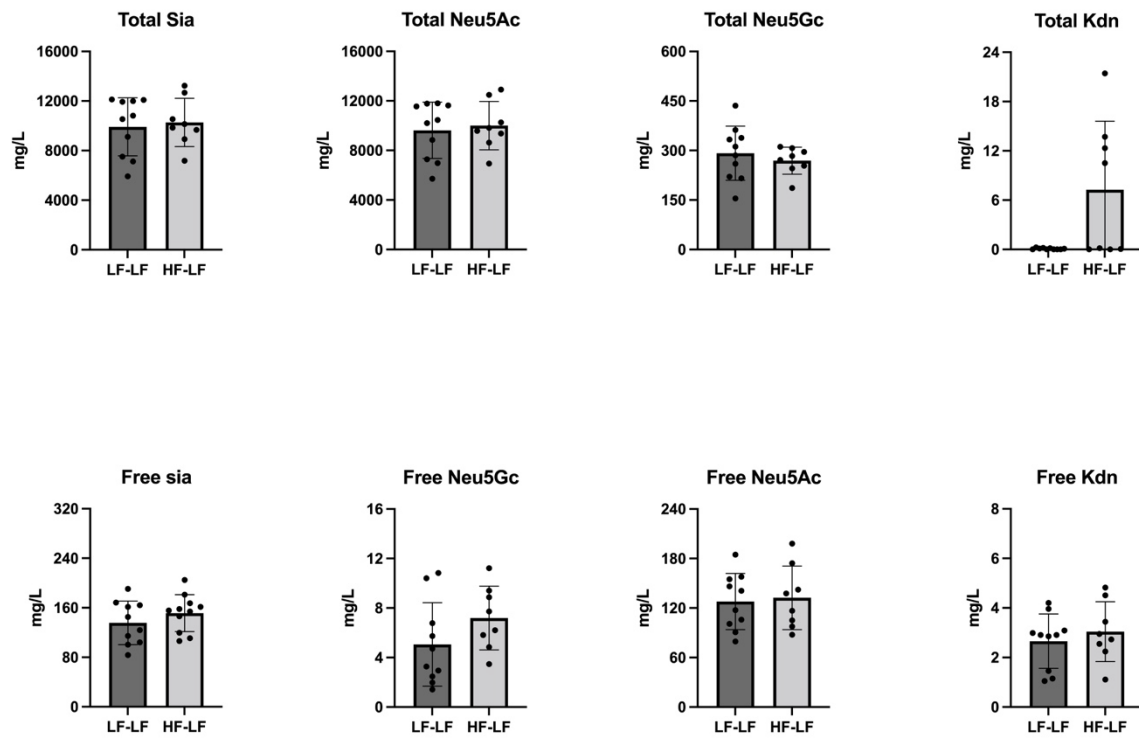 Total Sia
16000
12000
8000
4000
0
mg/L
LF-LF HF-LF
Total Neu5Ac
16000
12000
8000
4000
0
mg/L
LF-LF HF-LF
Total Neu5Gc
600
450
300
150
0
mg/L
LF-LF HF-LF
Total Kdn
24
18
12
6
0
mg/L
LF-LF HF-LF
Free sia
320
240
160
80
0
mg/L
LF-LF HF-LF
Free Neu5Gc
16
12
8
4
0
mg/L
LF-LF HF-LF
Free Neu5Ac
240
180
120
60
0
mg/L
LF-LF HF-LF
Free Kdn
8
6
4
2
0
mg/L
LF-LF HF-LF